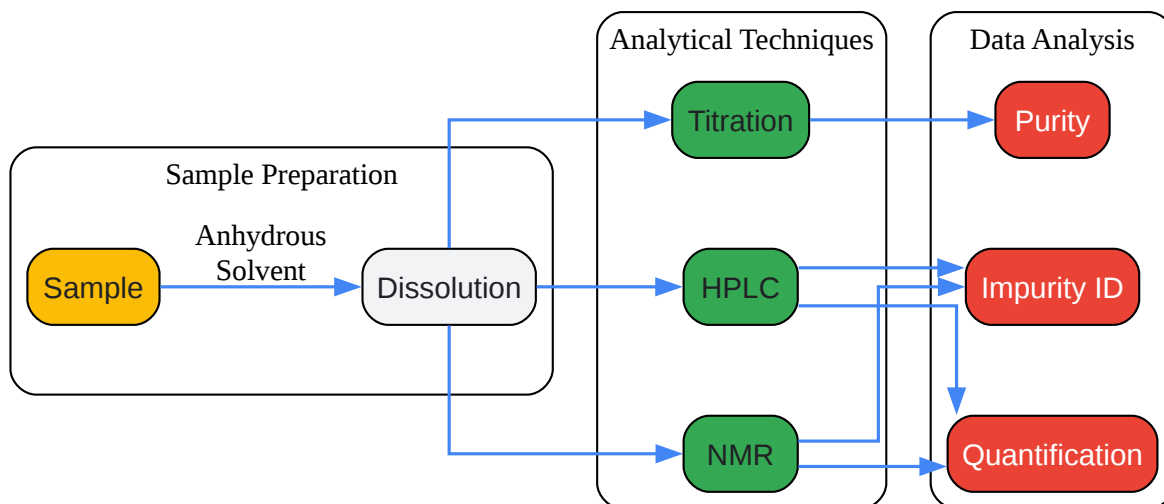 Analytical Techniques
Data Analysis
Titration
Purity
Sample Preparation
Anhydrous
Solvent
Sample
Dissolution
HPLC
Impurity ID
NMR
Quantification